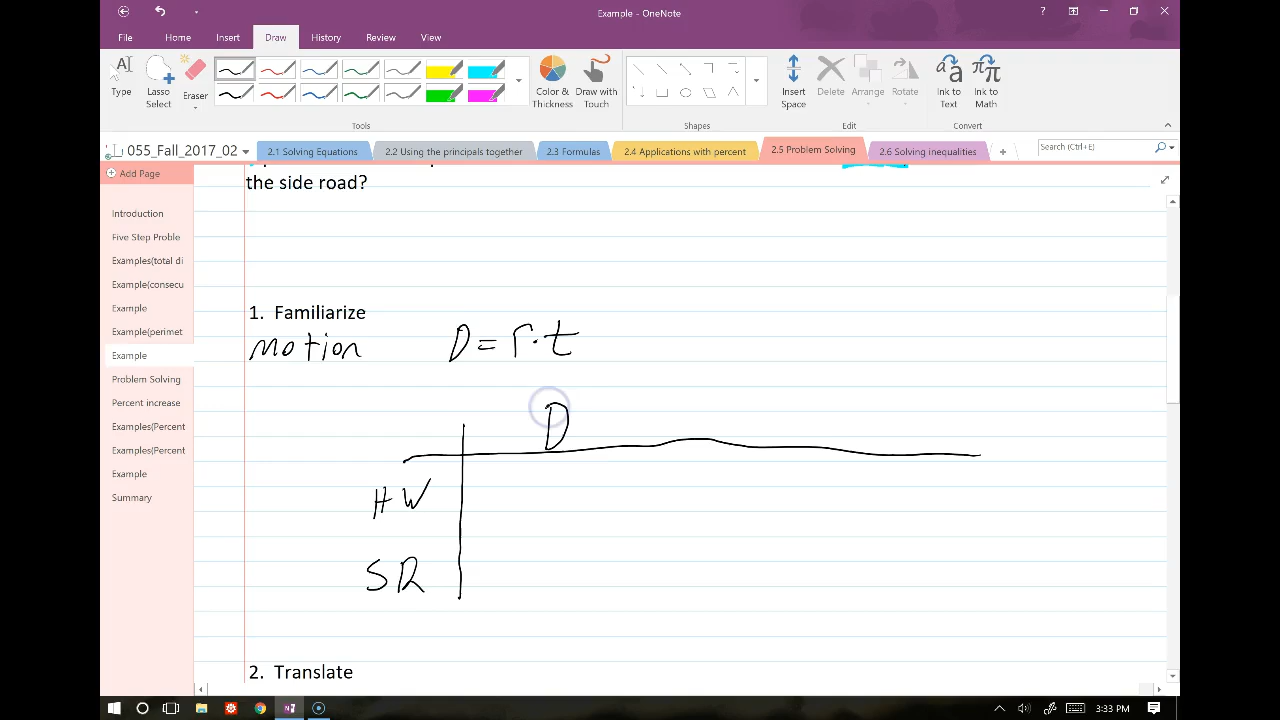 Example - OneNote
?
File Home Insert Draw History Review View
Type
Lasso Select
Eraser
Color & Thickness
Draw with Touch
Insert Space
Delete
Arrange
Rotate
Ink to Text
Ink to Math
Tools Shapes Edit Convert
055_Fall_2017_02 2.1 Solving Equations 2.2 Using the principals together 2.3 Formulas 2.4 Applications with percent 2.5 Problem Solving 2.6 Solving inequalities Search (Ctrl+E)
Add Page
Introduction
Five Step Proble
Examples(total di
Examples(consecu
Example
Example(perimet
Example
Problem Solving
Percent increase
Examples(Percent
Examples(Percent
Example
Summary
the side road?
1. Familiarize
motion D = r · t
D
HW
SR
2. Translate
3:33 PM